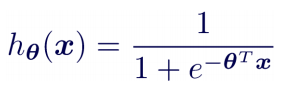 h_θ(x) = 1 / (1 + e^{−θ^T x})